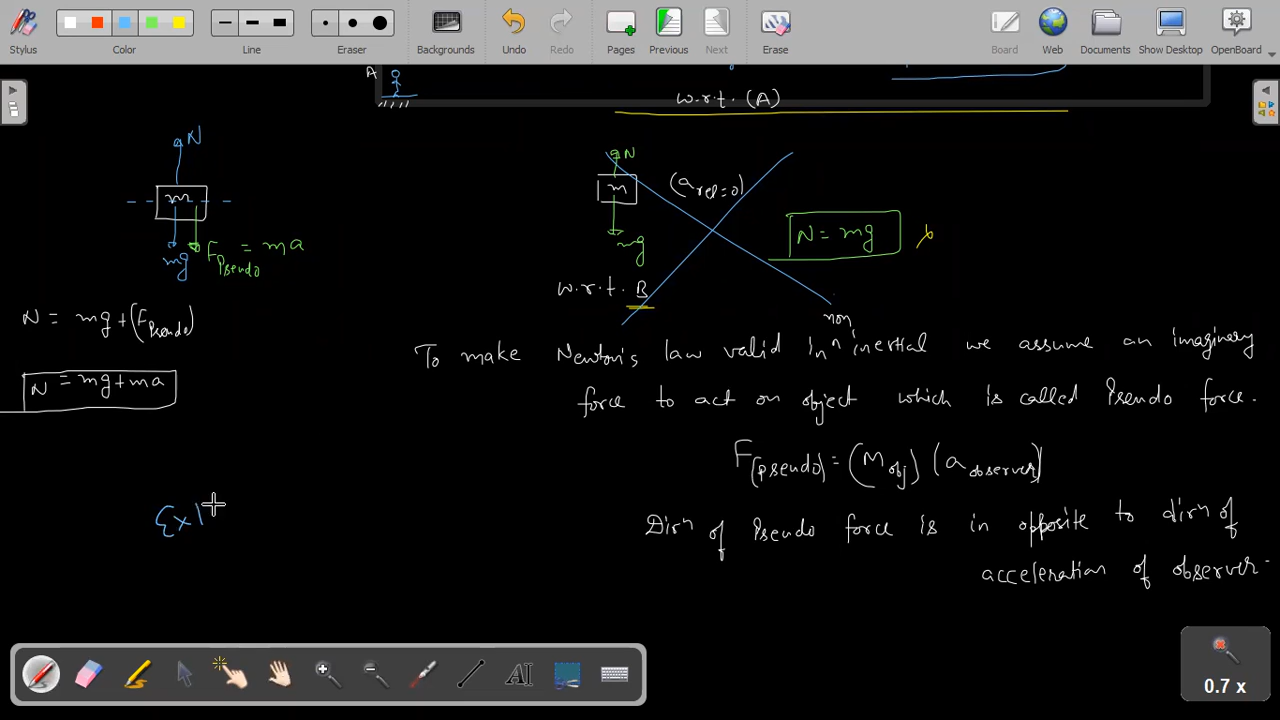 Stylus
Color
Line
Eraser
Backgrounds
Undo
Redo
Pages
Previous
Next
Erase
Board
Web
Documents
Show Desktop
OpenBoard
A
w.r.t. (A)
N
m
mg
F Pseudo = ma
N = mg + (F Pseudo)
N = mg + ma
N
m
mg
(a rel = 0)
N = mg
w.r.t. B
non
To make Newton's law valid In inertial we assume an imaginary
force to act on object which is called Pseudo force.
F(pseudo) = (M obj) (a observer)
Dirn of Pseudo force is in opposite to dirn of
acceleration of observer.
Ex
0.7 x